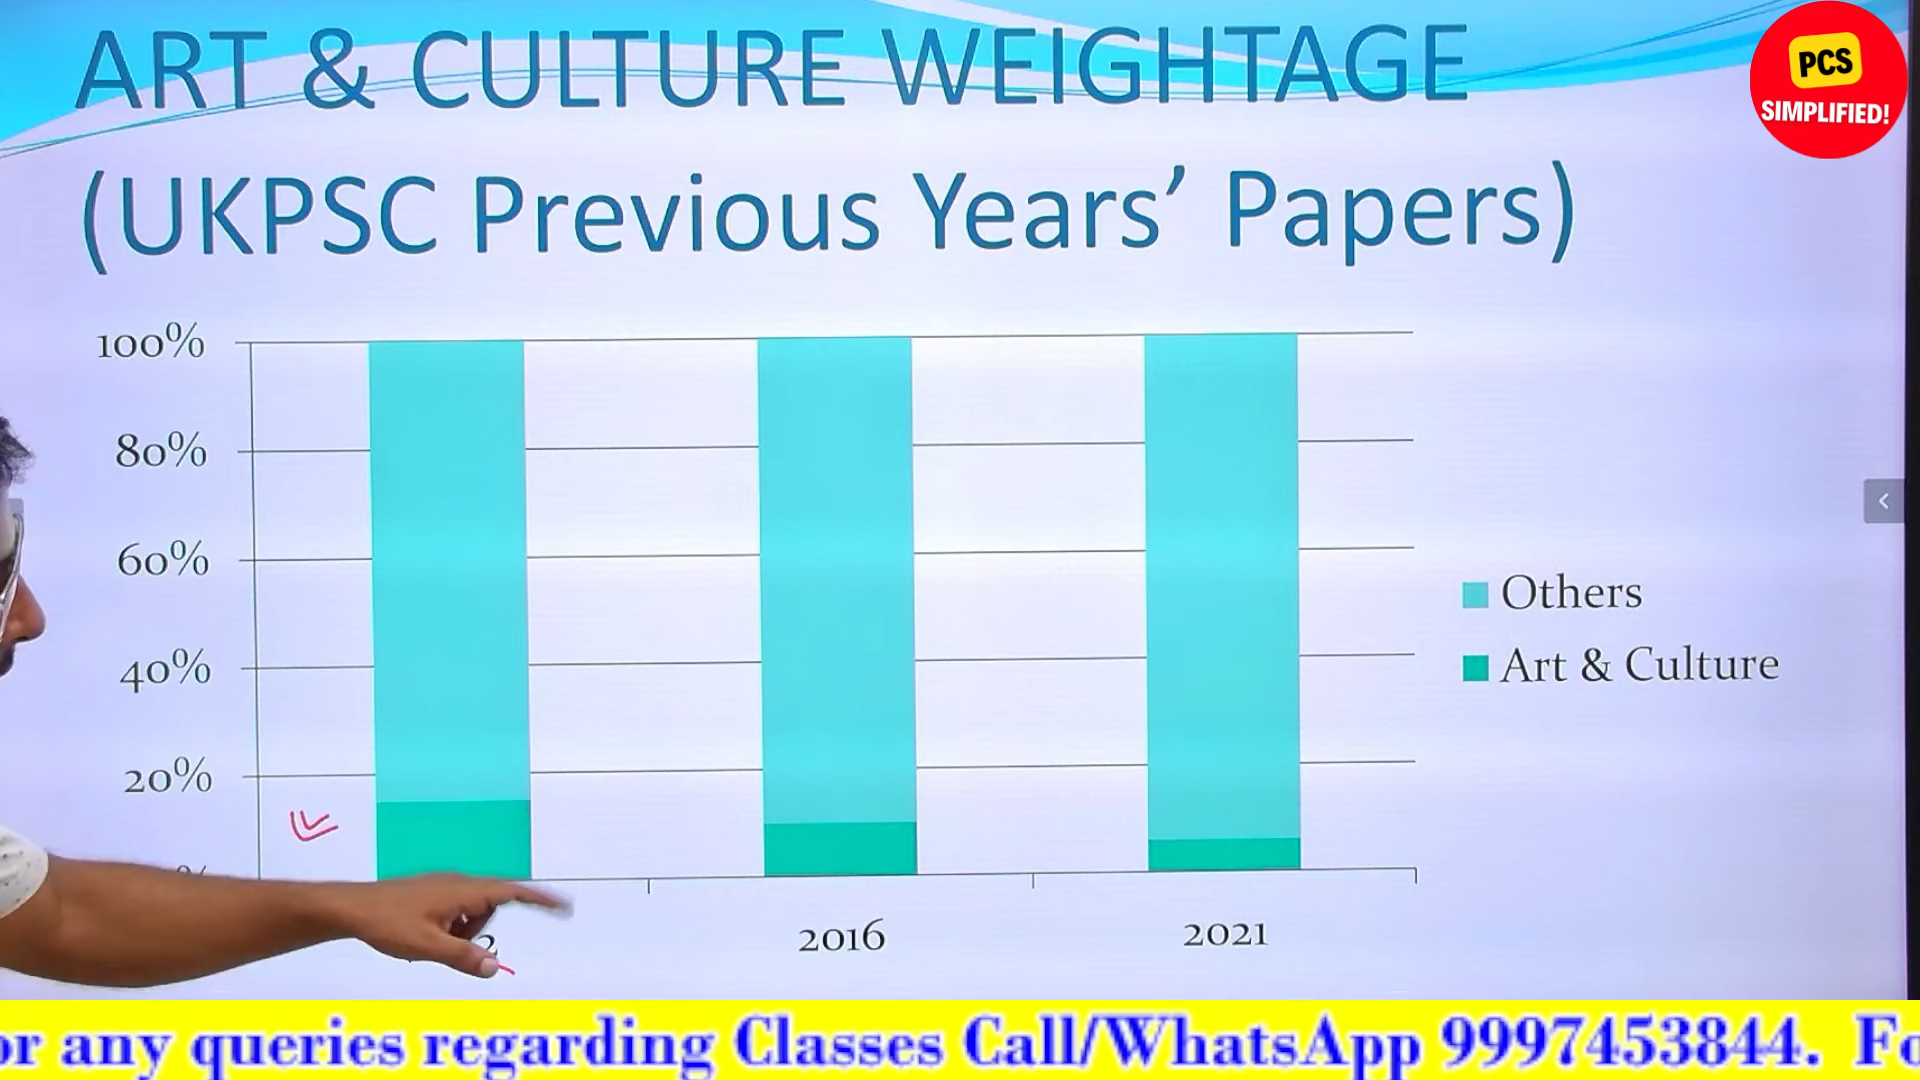 ART & CULTURE WEIGHTAGE
(UKPSC Previous Years’ Papers)
PCS
SIMPLIFIED!
100%
80%
60%
40%
20%
%
Others
Art & Culture
2
2016
2021
or any queries regarding Classes Call/WhatsApp 9997453844. Fo